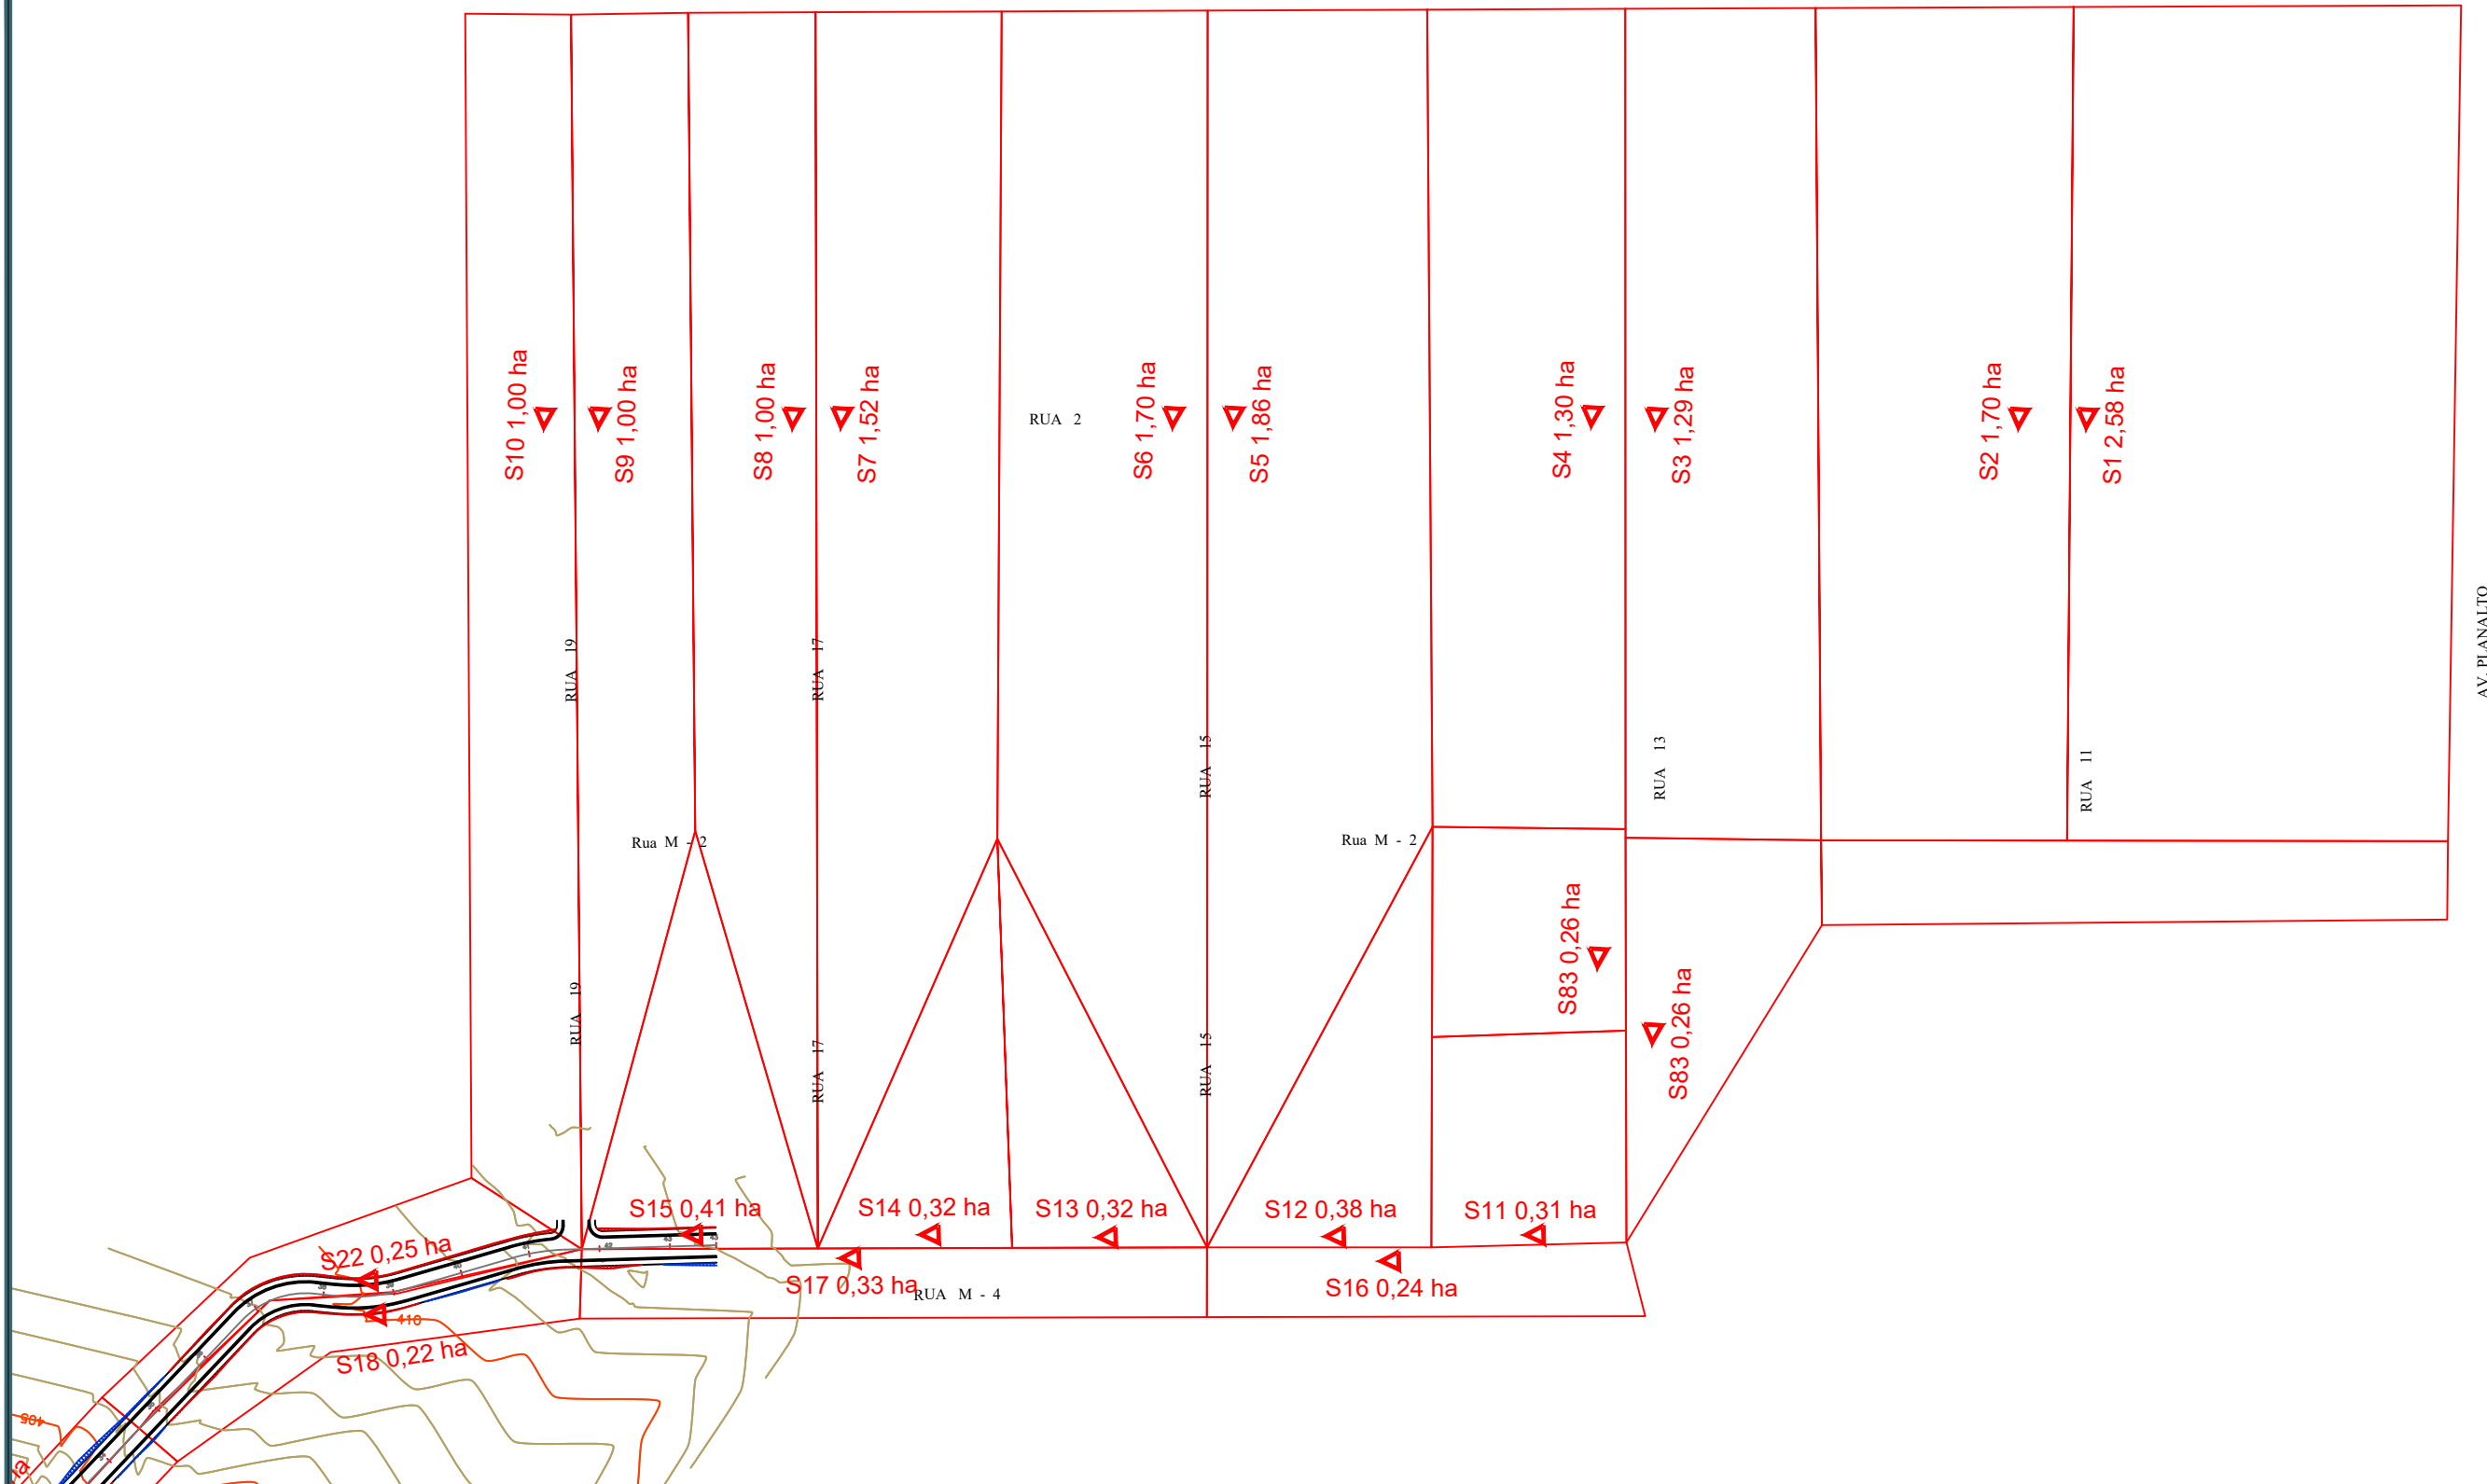 S10 1,00 ha
S9 1,00 ha
S8 1,00 ha
S7 1,52 ha
RUA 2
S6 1,70 ha
S5 1,86 ha
S4 1,30 ha
S3 1,29 ha
S2 1,70 ha
S1 2,58 ha
AV. PLANALTO
RUA 19
RUA 17
RUA 15
RUA 13
RUA 11
Rua M - 2
Rua M - 2
S83 0,26 ha
S83 0,26 ha
RUA 19
RUA 17
RUA 15
S15 0,41 ha
S14 0,32 ha
S13 0,32 ha
S12 0,38 ha
S11 0,31 ha
S22 0,25 ha
S17 0,33 ha
RUA M - 4
S16 0,24 ha
410
S18 0,22 ha
405
42
43